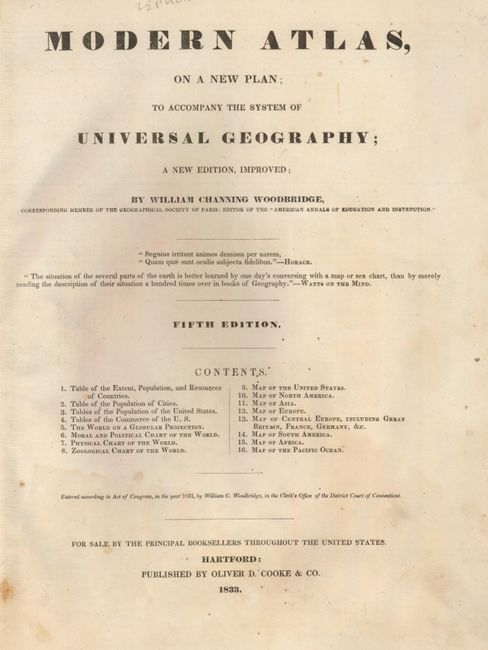 MODERN ATLAS,
ON A NEW PLAN;
TO ACCOMPANY THE SYSTEM OF
UNIVERSAL GEOGRAPHY;
A NEW EDITION, IMPROVED;
BY WILLIAM CHANNING WOODBRIDGE,
CORRESPONDING MEMBER OF THE GEOGRAPHICAL SOCIETY OF PARIS: EDITOR OF THE "AMERICAN ANNALS OF EDUCATION AND INSTRUCTION."
"Segnius irritant animos demissa per aurem,
"Quam quæ sunt oculis subjecta fidelibus."—HORACE.
"The situation of the several parts of the earth is better learned by one day's conversing with a map or sea chart, than by merely
reading the description of their situation a hundred times over in books of Geography."—WATTS ON THE MIND.
FIFTH EDITION.
CONTENTS.
1. Table of the Extent, Population, and Resources
of Countries.
2. Table of the Population of Cities.
3. Tables of the Population of the United States.
4. Tables of the Commerce of the U. S.
5. THE WORLD ON A GLOBULAR PROJECTION.
6. MORAL AND POLITICAL CHART OF THE WORLD.
7. PHYSICAL CHART OF THE WORLD.
8. ZOOLOGICAL CHART OF THE WORLD.
9. MAP OF THE UNITED STATES.
10. MAP OF NORTH AMERICA.
11. MAP OF ASIA.
12. MAP OF EUROPE.
13. MAP OF CENTRAL EUROPE, INCLUDING GREAT
BRITAIN, FRANCE, GERMANY, &c.
14. MAP OF SOUTH AMERICA.
15. MAP OF AFRICA.
16. MAP OF THE PACIFIC OCEAN.
Entered according to Act of Congress, in the year 1831, by William C. Woodbridge, in the Clerk's Office of the District Court of Connecticut.
FOR SALE BY THE PRINCIPAL BOOKSELLERS THROUGHOUT THE UNITED STATES.
HARTFORD:
PUBLISHED BY OLIVER D. COOKE & CO.
1833.